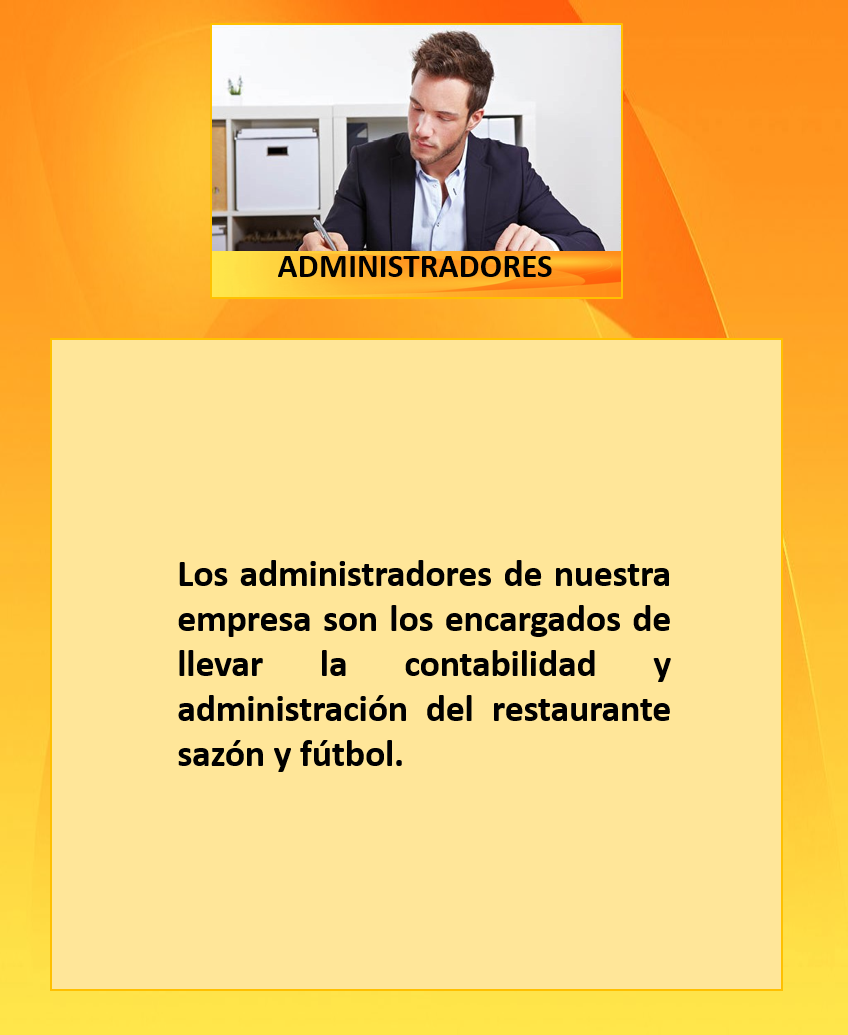 ADMINISTRADORES
Los administradores de nuestra
empresa son los encargados de
llevar la contabilidad y
administración del restaurante
sazón y fútbol.